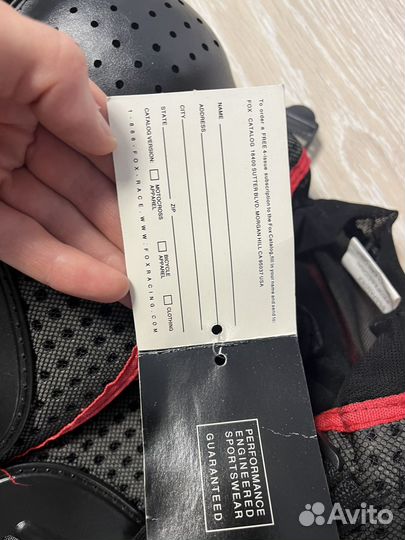 To order a FREE 4-issue subscription to the Fox Catalog, fill in your name and send to:
FOX CATALOG 18400 SUTTER BLVD. MORGAN HILL CA 95037 USA
NAME
ADDRESS
CITY
STATE ZIP
CATALOG VERSION: MOTOCROSS APPAREL BICYCLE APPAREL CLOTHING
1-888-FOX-RACE. WWW.FOXRACING.COM
PERFORMANCE
ENGINEERED
SPORTSWEAR
GUARANTEED
Avito